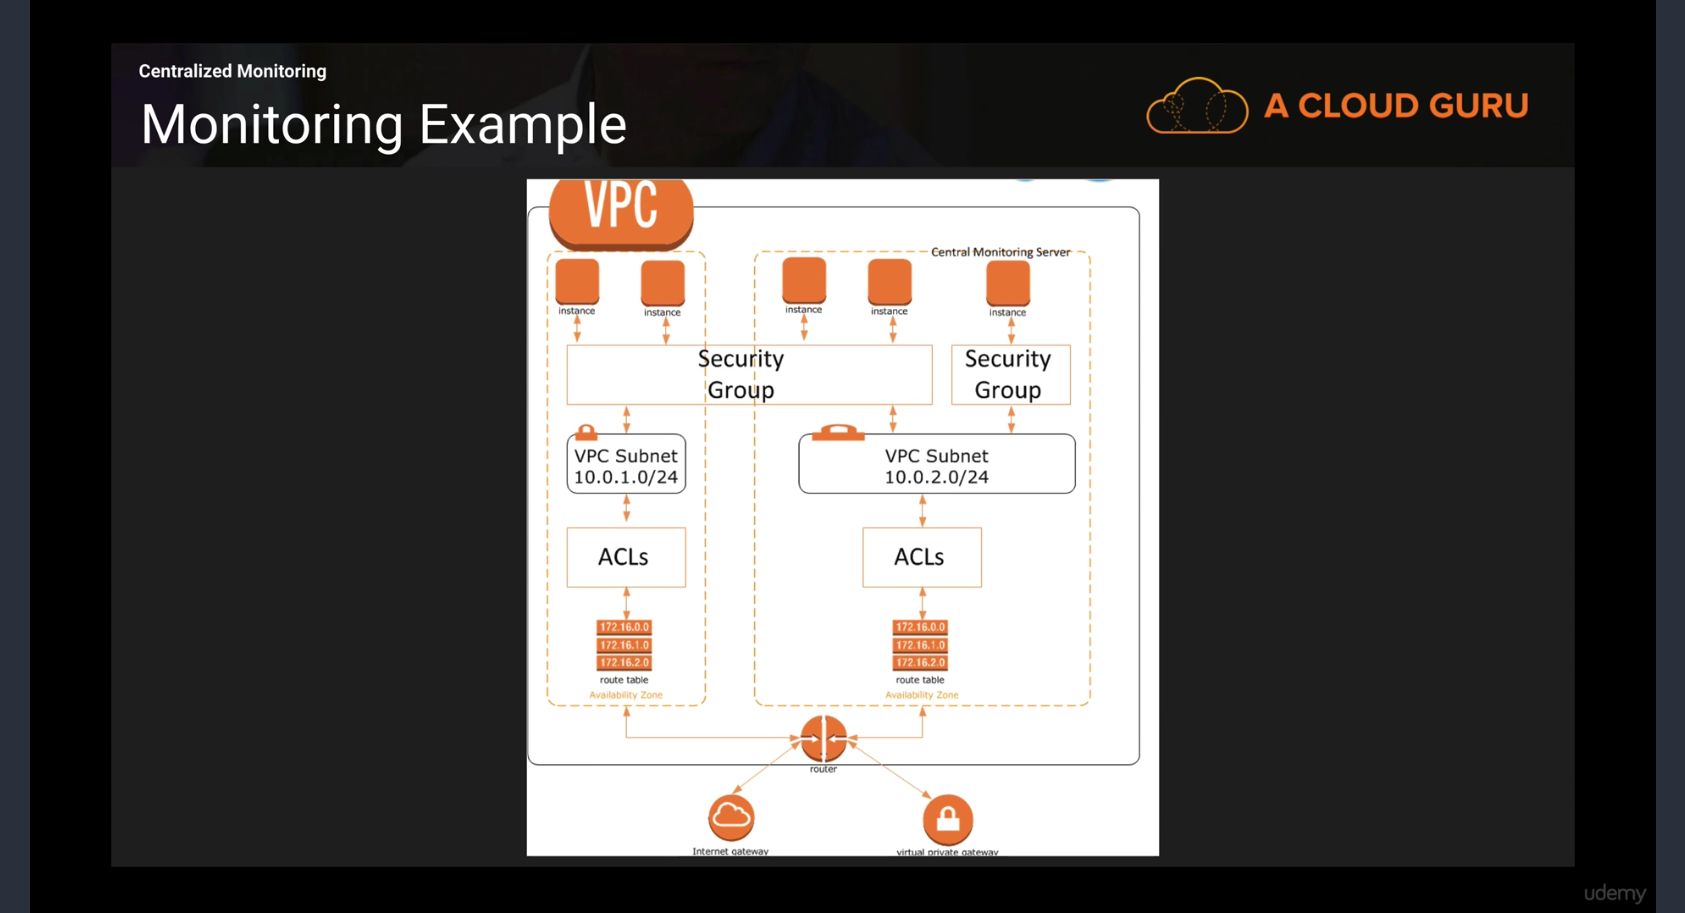 Centralized Monitoring
Monitoring Example
A CLOUD GURU
VPC
Central Monitoring Server
instance
instance
instance
instance
instance
Security
Group
Security
Group
VPC Subnet
10.0.1.0/24
VPC Subnet
10.0.2.0/24
ACLs
ACLs
172.16.0.0
172.16.1.0
172.16.2.0
route table
Availability Zone
172.16.0.0
172.16.1.0
172.16.2.0
route table
Availability Zone
router
Internet gateway
virtual private gateway
udemy